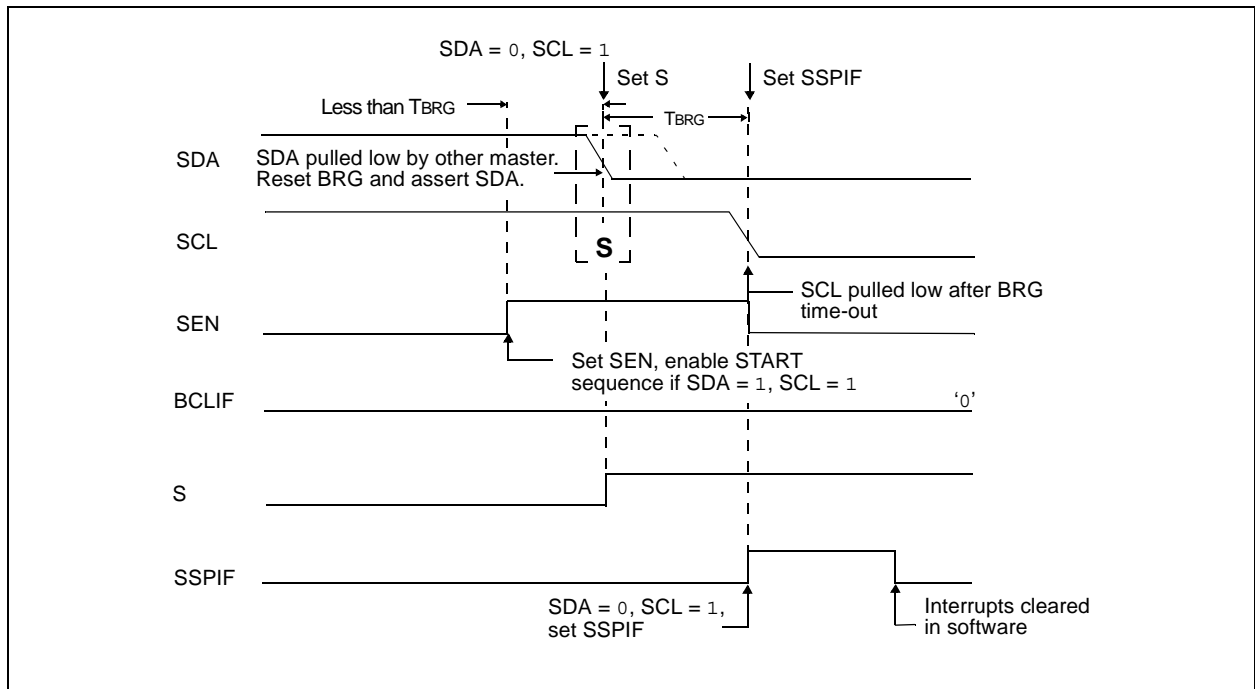 SDA = 0, SCL = 1
Set S
Set SSPIF
Less than TBRG
TBRG
SDA
SDA pulled low by other master.
Reset BRG and assert SDA.
SCL
S
SCL pulled low after BRG
time-out
SEN
Set SEN, enable START
sequence if SDA = 1, SCL = 1
BCLIF
‘0’
S
SSPIF
SDA = 0, SCL = 1,
set SSPIF
Interrupts cleared
in software